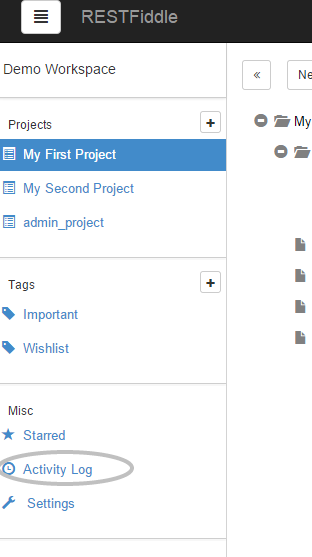 RESTFiddle
Demo Workspace
«
Ne
My
Projects
My First Project
My Second Project
admin_project
Tags
Important
Wishlist
Misc
Starred
Activity Log
Settings